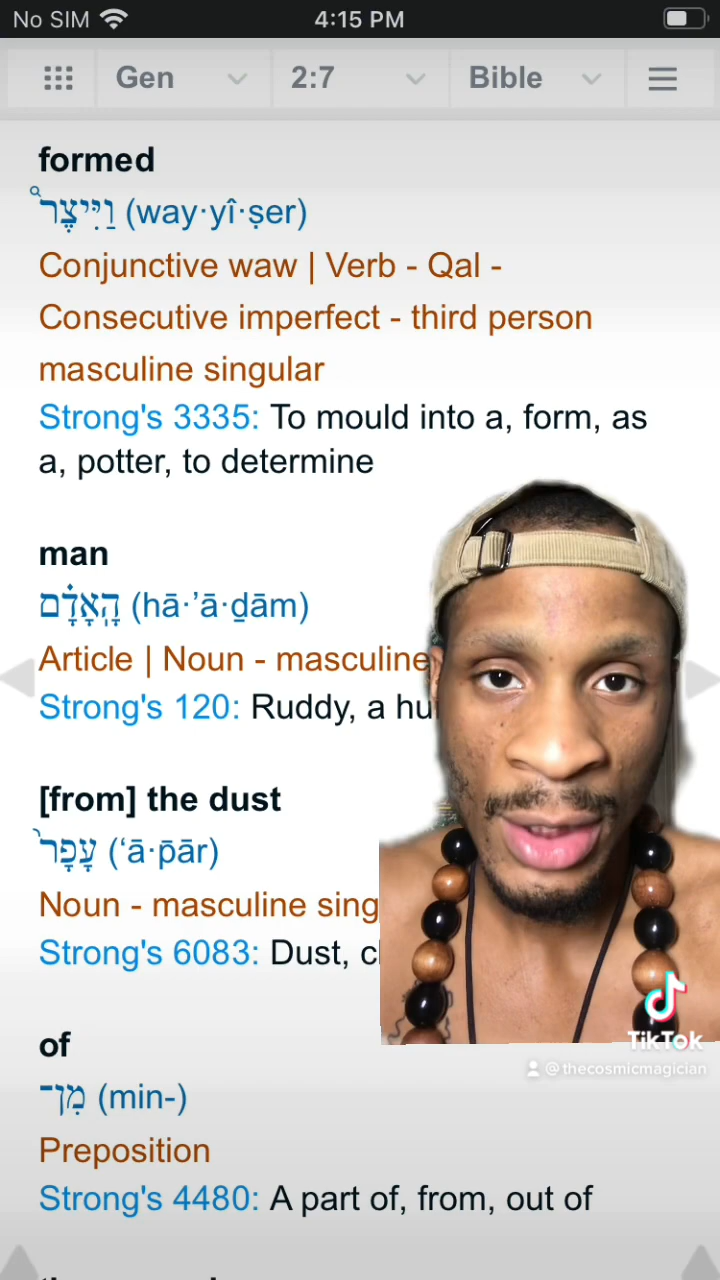 No SIM 4:15 PM
Gen 2:7 Bible
formed
וַיִּיצֶר֩ (way·yî·ṣer)
Conjunctive waw | Verb - Qal -
Consecutive imperfect - third person
masculine singular
Strong's 3335: To mould into a, form, as
a, potter, to determine
man
הָֽאָדָ֗ם (hā·’ā·ḏām)
Article | Noun - masculine
Strong's 120: Ruddy, a hu
[from] the dust
עָפָר֙ (‘ā·p̄ār)
Noun - masculine sing
Strong's 6083: Dust, cl
of
מִן־ (min-)
Preposition
Strong's 4480: A part of, from, out of
TikTok
@thecosmicmagician